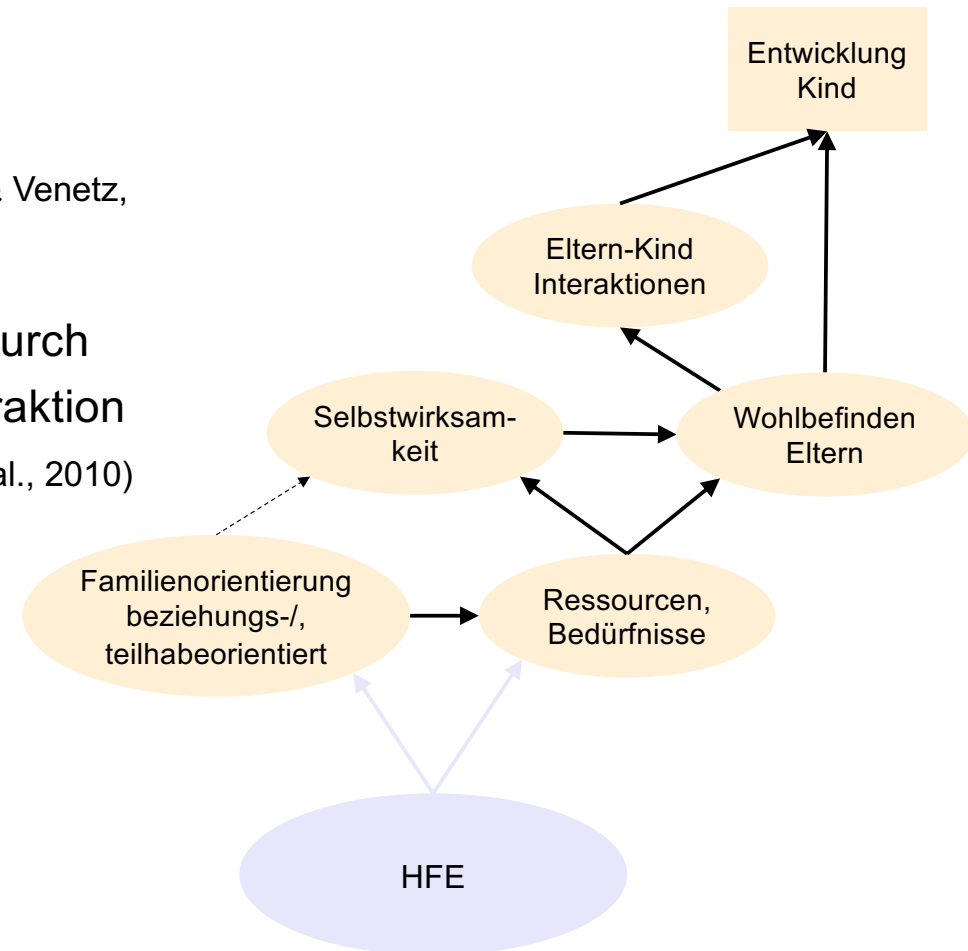 Entwicklung
Kind
Venetz,
Eltern-Kind
Interaktionen
urch
raktion
al., 2010)
Selbstwirksam-
keit
Wohlbefinden
Eltern
Familienorientierung
beziehungs-/,
teilhabeorientiert
Ressourcen,
Bedürfnisse
HFE